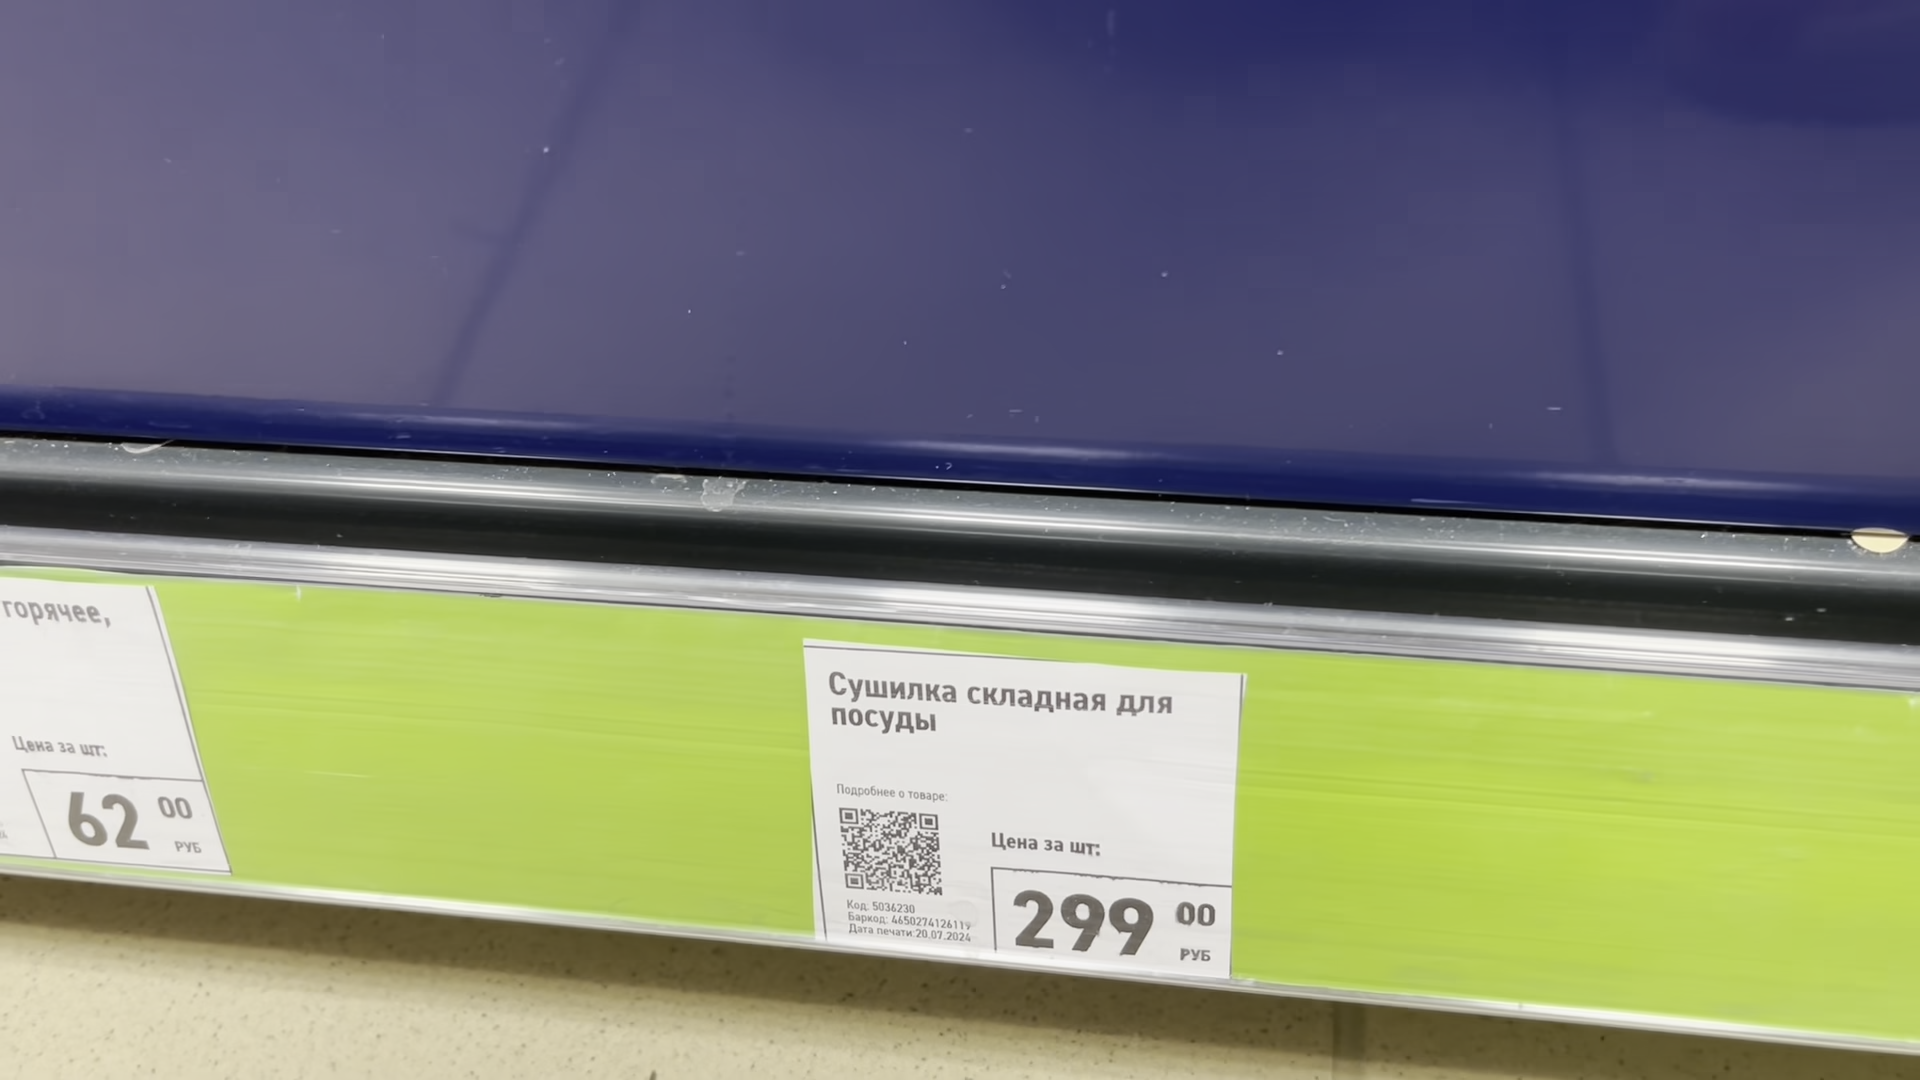 горячее,
Цена за шт:
62 00
РУБ
Сушилка складная для
посуды
Подробнее о товаре:
Цена за шт:
Код: 5036230
Баркод: 4650274126119
Дата печати:20.07.2024
299 00
РУБ